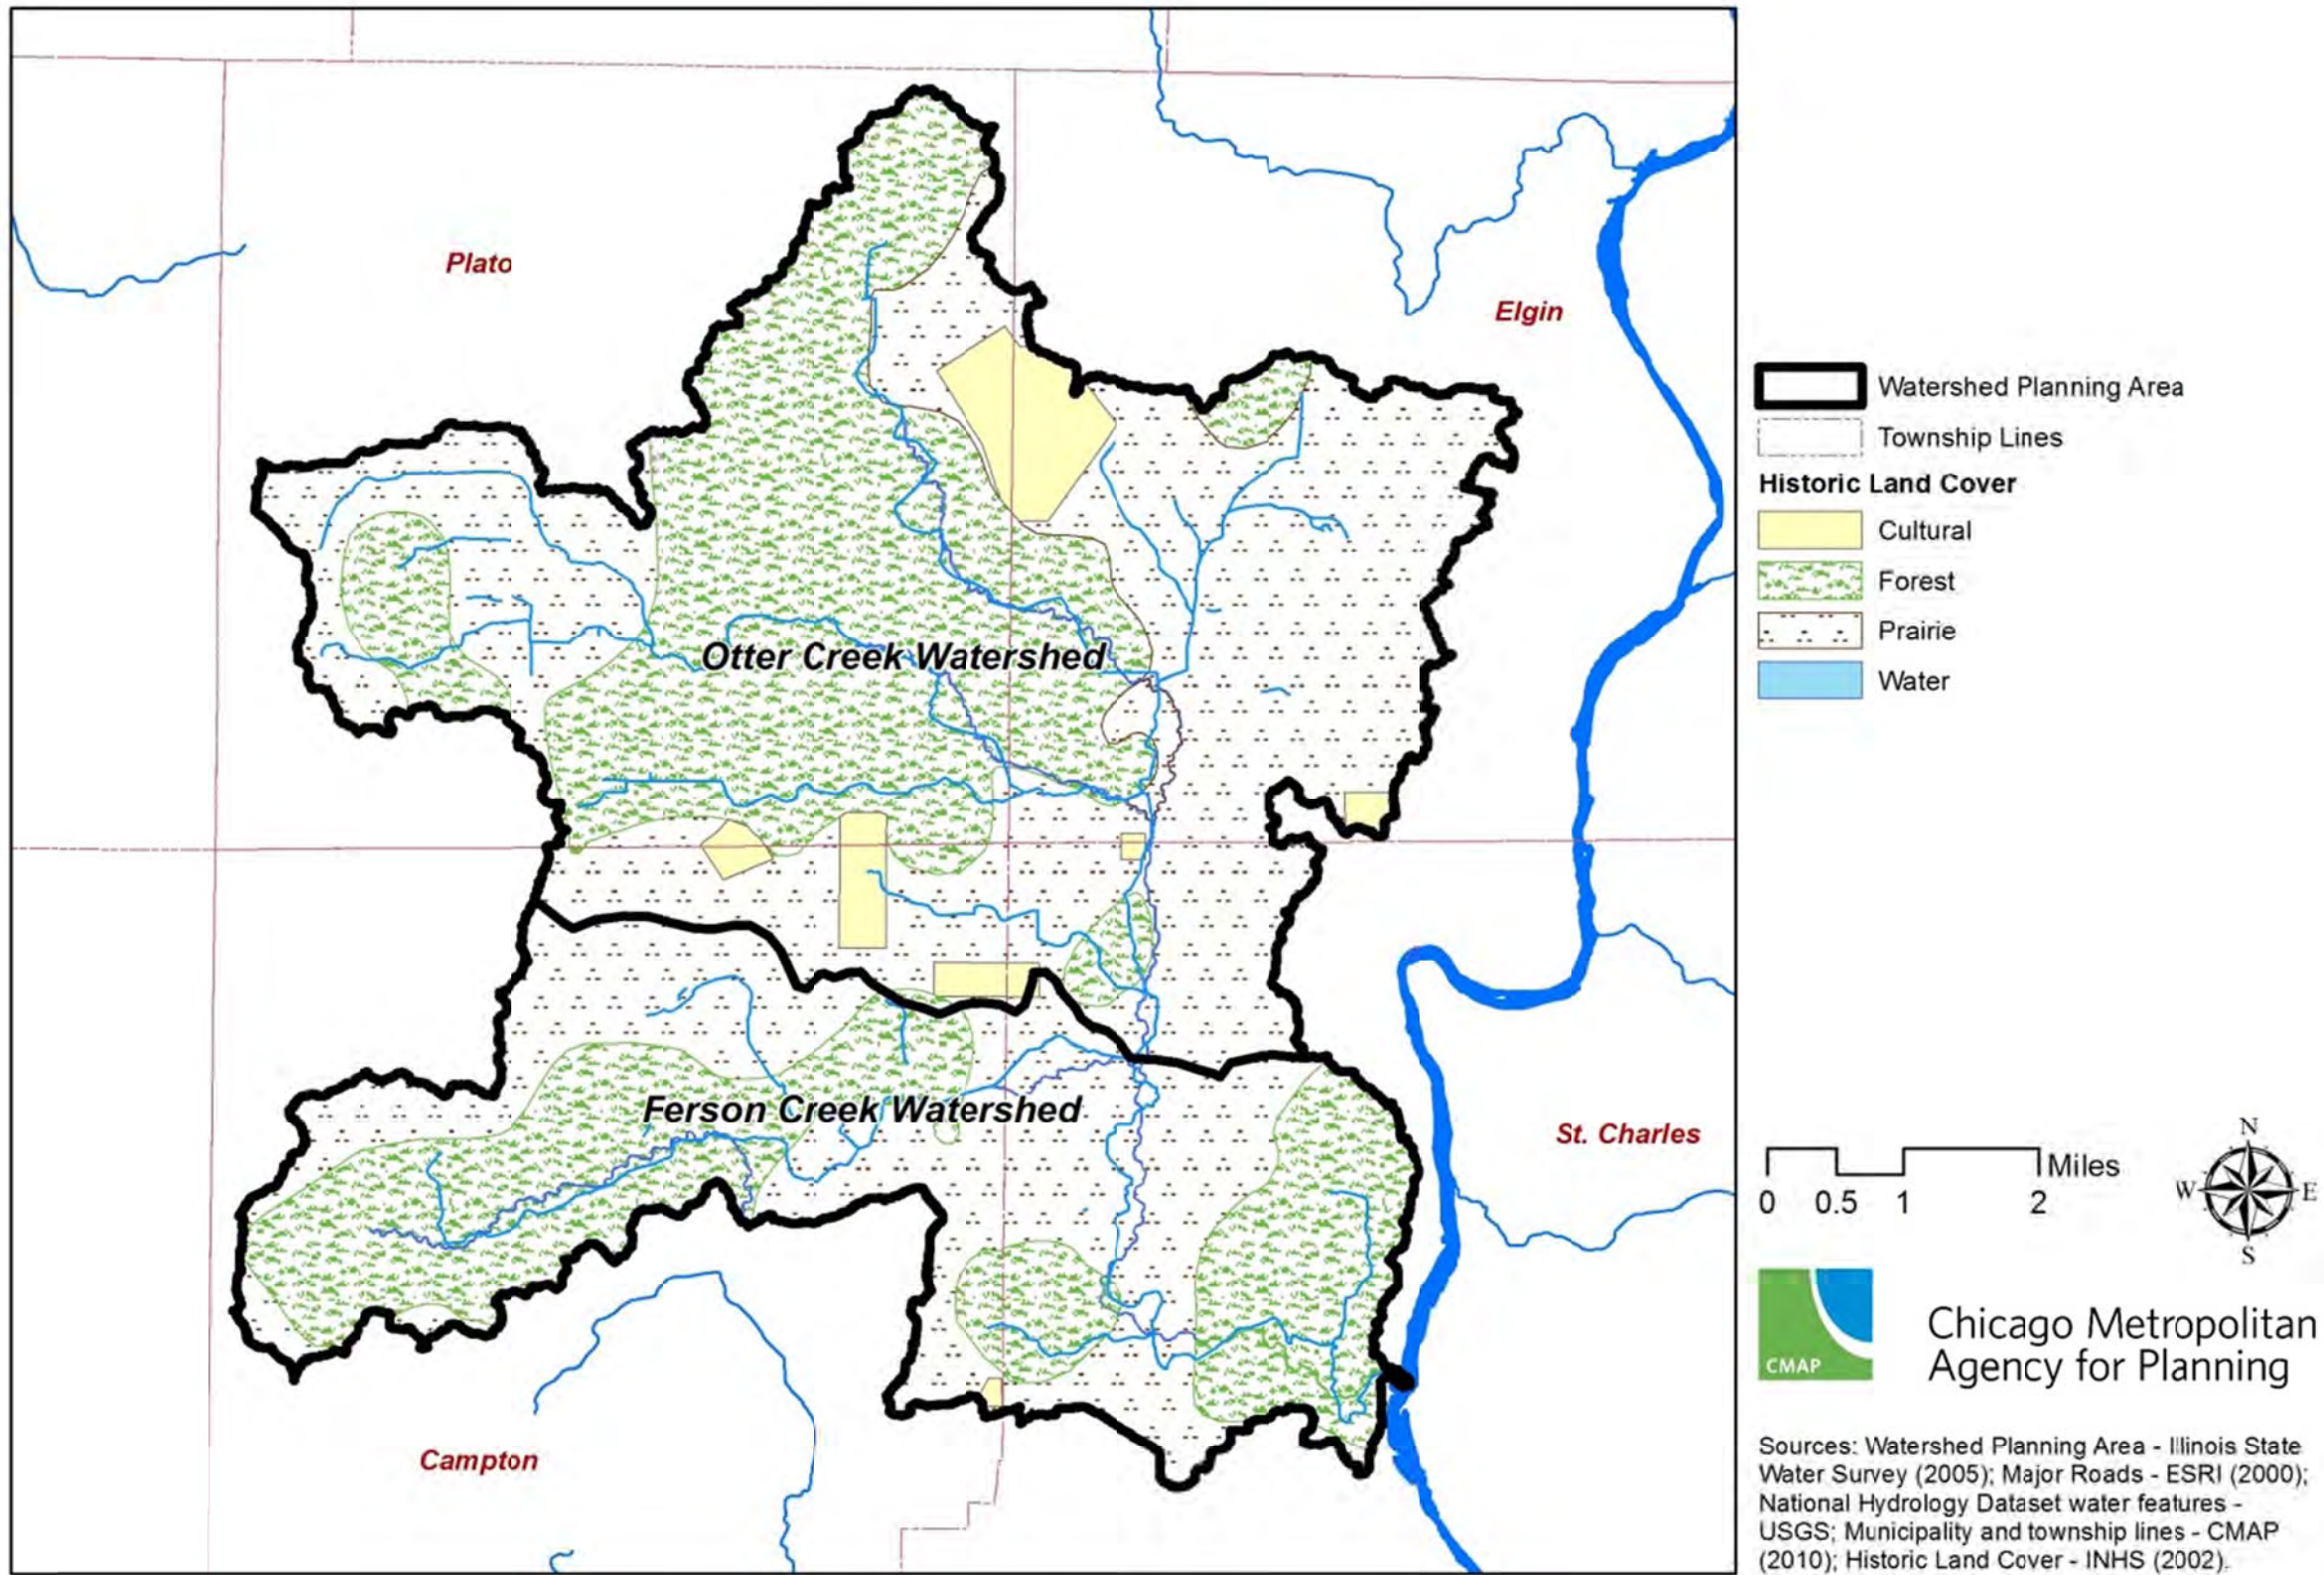 Plato
Elgin
Otter Creek Watershed
Ferson Creek Watershed
St. Charles
Campton
Watershed Planning Area
Township Lines
Historic Land Cover
Cultural
Forest
Prairie
Water
Miles
0 0.5 1 2
N
W E
S
CMAP
Chicago Metropolitan
Agency for Planning
Sources: Watershed Planning Area - Illinois State
Water Survey (2005); Major Roads - ESRI (2000);
National Hydrology Dataset water features -
USGS; Municipality and township lines - CMAP
(2010); Historic Land Cover - INHS (2002).